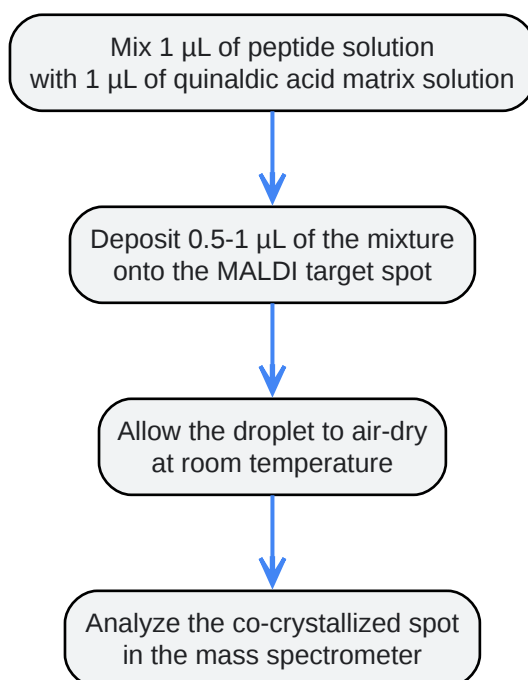 Mix 1 µL of peptide solution
with 1 µL of quinaldic acid matrix solution
Deposit 0.5-1 µL of the mixture
onto the MALDI target spot
Allow the droplet to air-dry
at room temperature
Analyze the co-crystallized spot
in the mass spectrometer